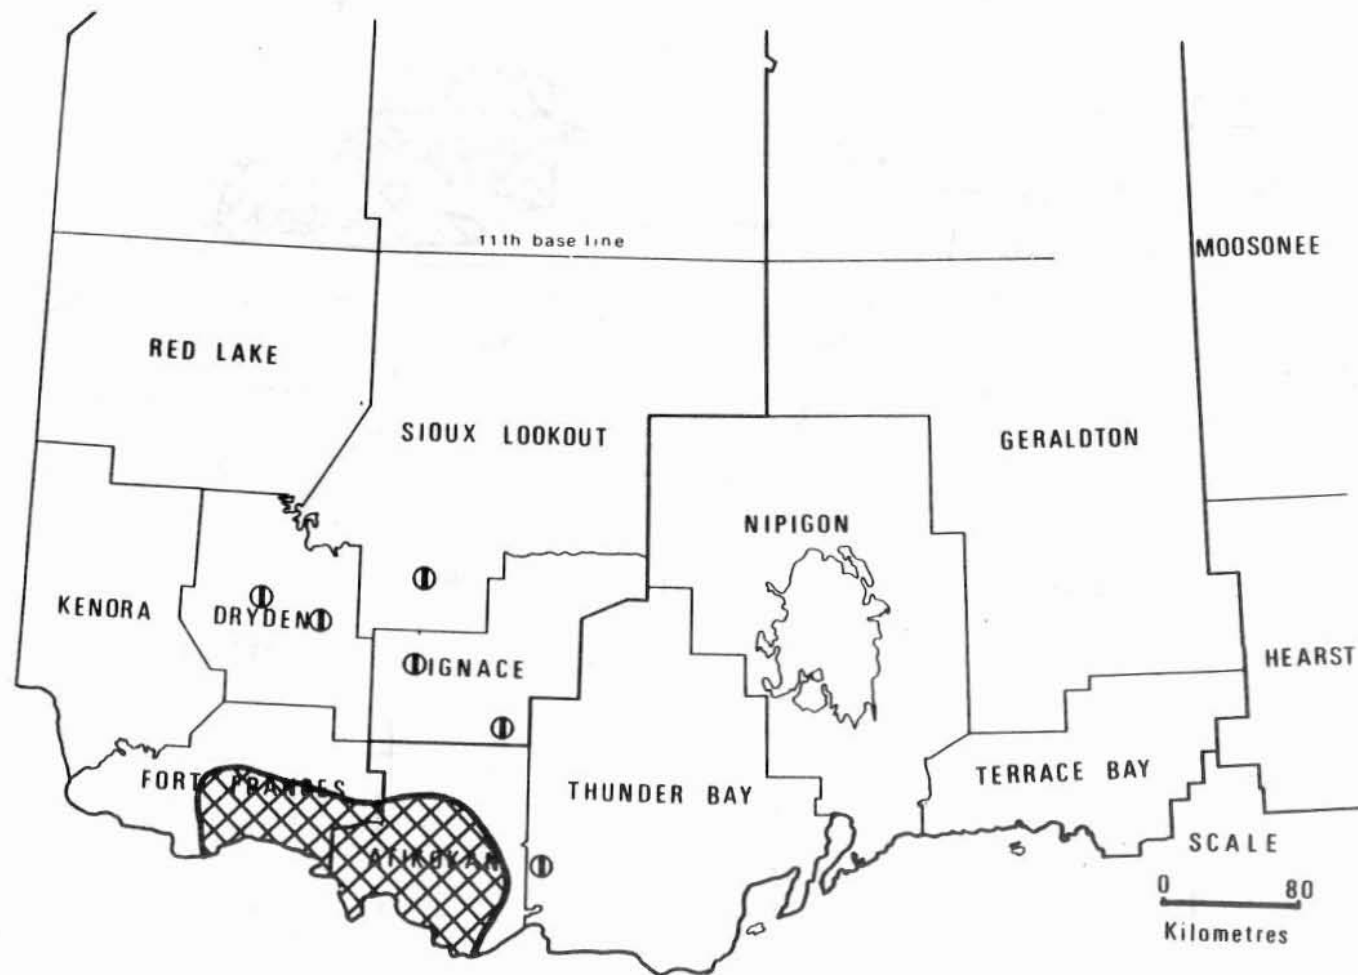 11th base line
MOOSONEE
RED LAKE
SIOUX LOOKOUT
GERALDTON
NIPIGON
KENORA
DRYDEN
IGNACE
HEARST
FORT FRANCES
THUNDER BAY
TERRACE BAY
ATIKOKAN
SCALE
0 80
Kilometres